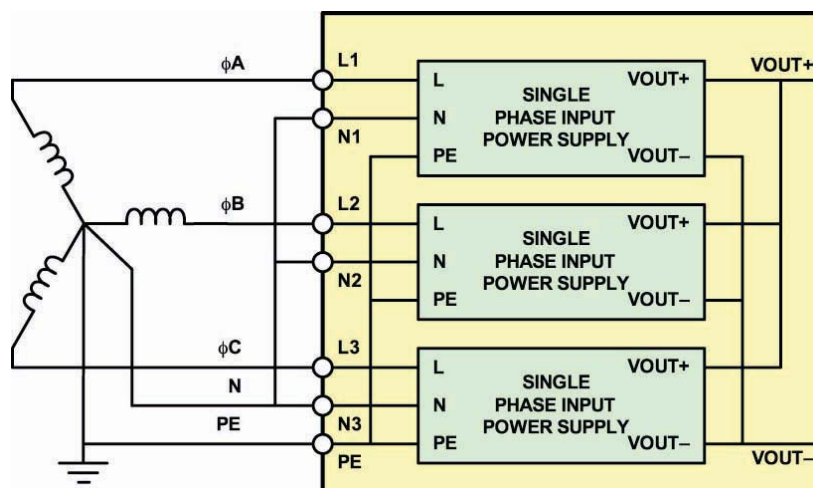 ϕA
L1
N1
L
N
PE
SINGLE
PHASE INPUT
POWER SUPPLY
VOUT+
VOUT–
VOUT+
ϕB
L2
N2
L
N
PE
SINGLE
PHASE INPUT
POWER SUPPLY
VOUT+
VOUT–
ϕC
N
PE
L3
N3
PE
L
N
PE
SINGLE
PHASE INPUT
POWER SUPPLY
VOUT+
VOUT–
VOUT–